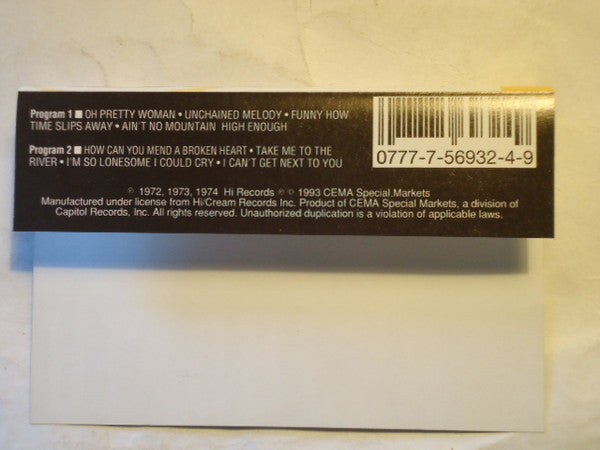 Program 1 ■ OH PRETTY WOMAN • UNCHAINED MELODY • FUNNY HOW
TIME SLIPS AWAY • AIN'T NO MOUNTAIN HIGH ENOUGH
Program 2 ■ HOW CAN YOU MEND A BROKEN HEART • TAKE ME TO THE
RIVER • I'M SO LONESOME I COULD CRY • I CAN'T GET NEXT TO YOU
0777-7-56932-4-9
℗ 1972, 1973, 1974 Hi Records ℗ © 1993 CEMA Special Markets
Manufactured under license from Hi/Cream Records Inc. Product of CEMA Special Markets, a division of
Capitol Records, Inc. All rights reserved. Unauthorized duplication is a violation of applicable laws.